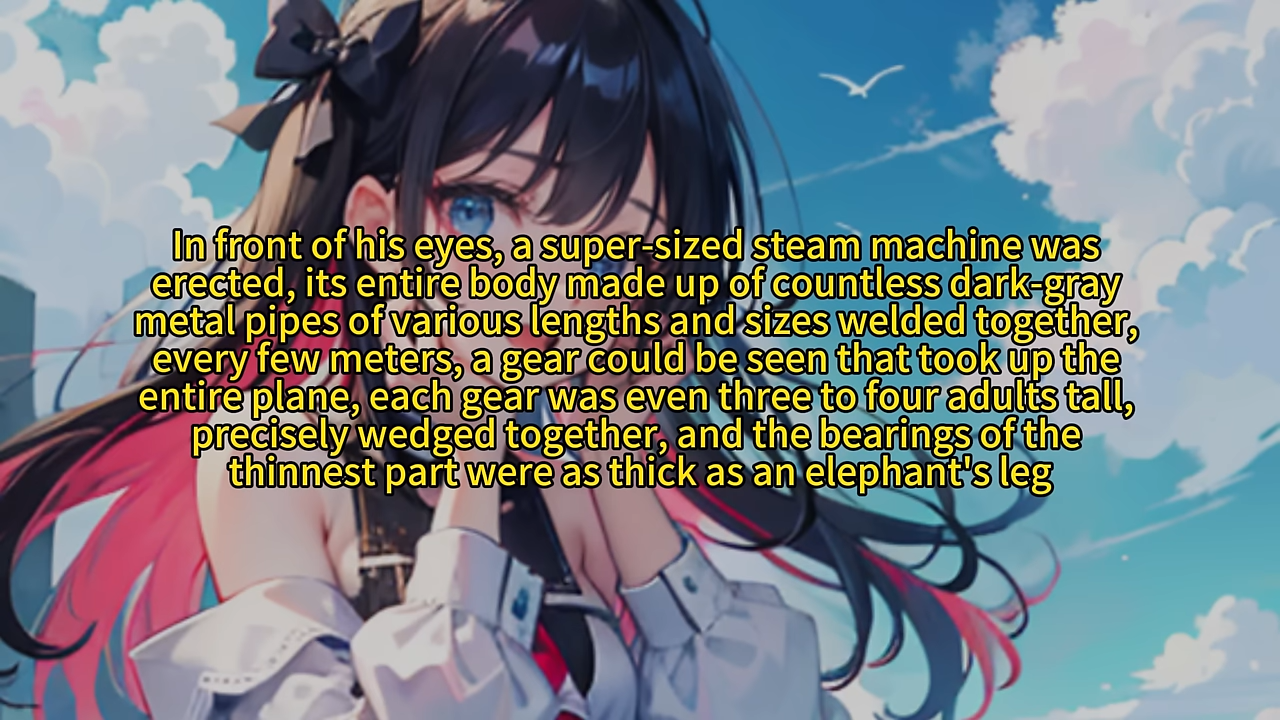 In front of his eyes, a super-sized steam machine was
erected, its entire body made up of countless dark-gray
metal pipes of various lengths and sizes welded together,
every few meters, a gear could be seen that took up the
entire plane, each gear was even three to four adults tall,
precisely wedged together, and the bearings of the
thinnest part were as thick as an elephant's leg